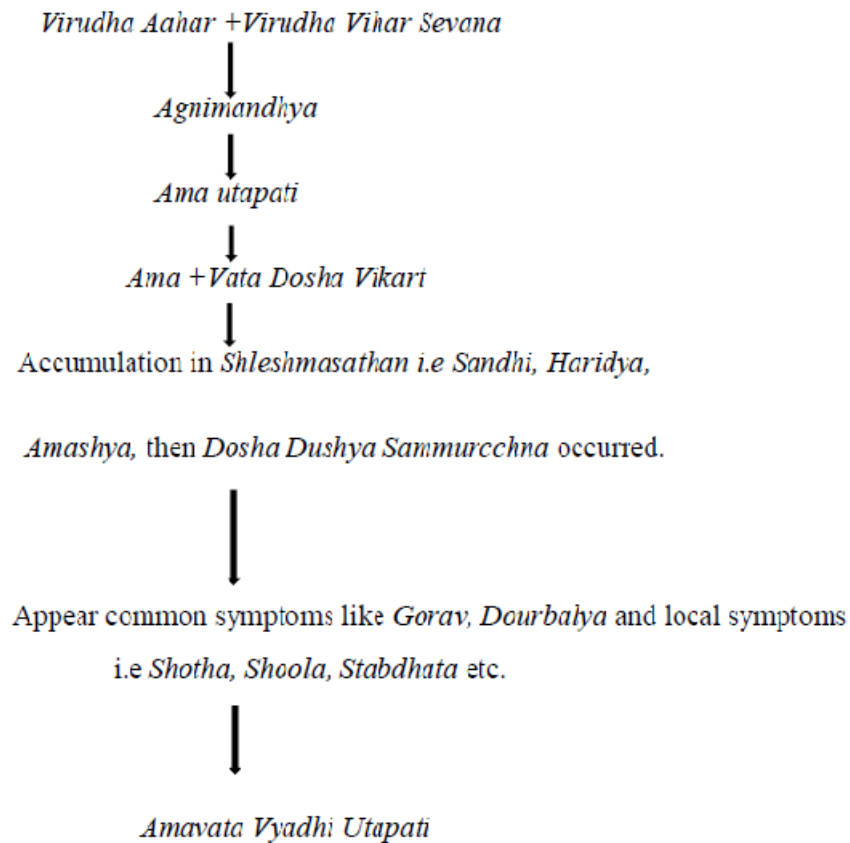 Virudha Aahar +Virudha Vihar Sevana
Agnimandhya
Ama utapati
Ama +Vata Dosha Vikart
Accumulation in Shleshmasathan i.e Sandhi, Haridya,
Amashya, then Dosha Dushya Sammurcchna occurred.
Appear common symptoms like Gorav, Dourbalya and local symptoms
i.e Shotha, Shoola, Stabdhata etc.
Amavata Vyadhi Utapati